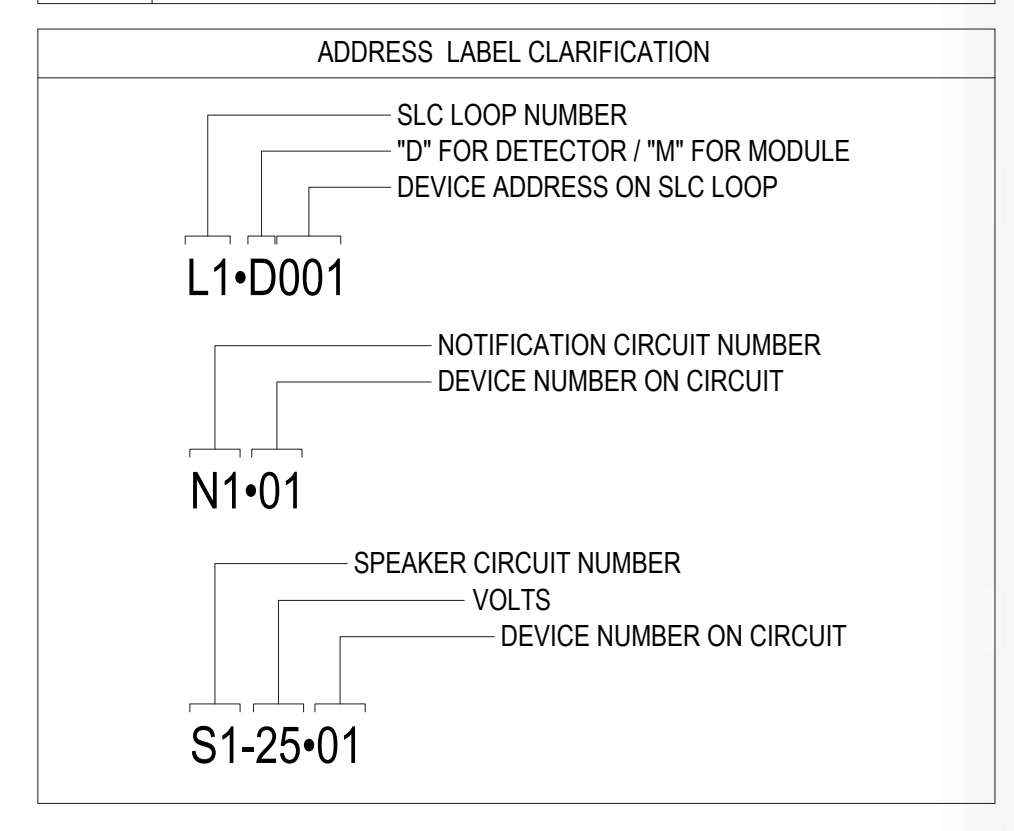 ADDRESS LABEL CLARIFICATION
SLC LOOP NUMBER
"D" FOR DETECTOR / "M" FOR MODULE
DEVICE ADDRESS ON SLC LOOP
L1•D001
NOTIFICATION CIRCUIT NUMBER
DEVICE NUMBER ON CIRCUIT
N1•01
SPEAKER CIRCUIT NUMBER
VOLTS
DEVICE NUMBER ON CIRCUIT
S1-25•01